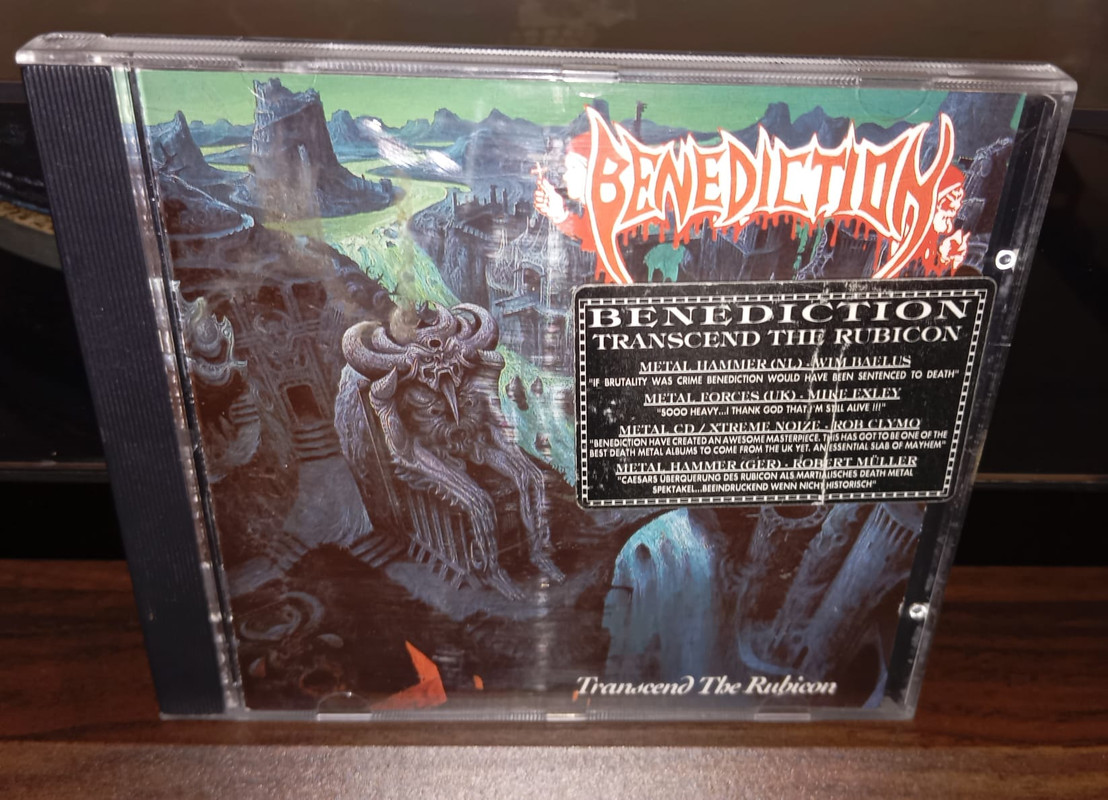 BENEDICTION
BENEDICTION
TRANSCEND THE RUBICON
METAL HAMMER (NL) - WIM BAELUS
"IF BRUTALITY WAS CRIME BENEDICTION WOULD HAVE BEEN SENTENCED TO DEATH"
METAL FORCES (UK) - MIKE EXLEY
"SOOO HEAVY...I THANK GOD THAT I'M STILL ALIVE !!!"
METAL CD / XTREME NOIZE - ROB CLYMO
"BENEDICTION HAVE CREATED AN AWESOME MASTERPIECE. THIS HAS GOT TO BE ONE OF THE
BEST DEATH METAL ALBUMS TO COME FROM THE UK YET. AN ESSENTIAL SLAB OF MAYHEM"
METAL HAMMER (GER) - ROBERT MÜLLER
"CAESARS ÜBERQUERUNG DES RUBICON ALS MARTIALISCHES DEATH METAL
SPEKTAKEL...BEEINDRUCKEND WENN NICHT HISTORISCH"
Transcend The Rubicon